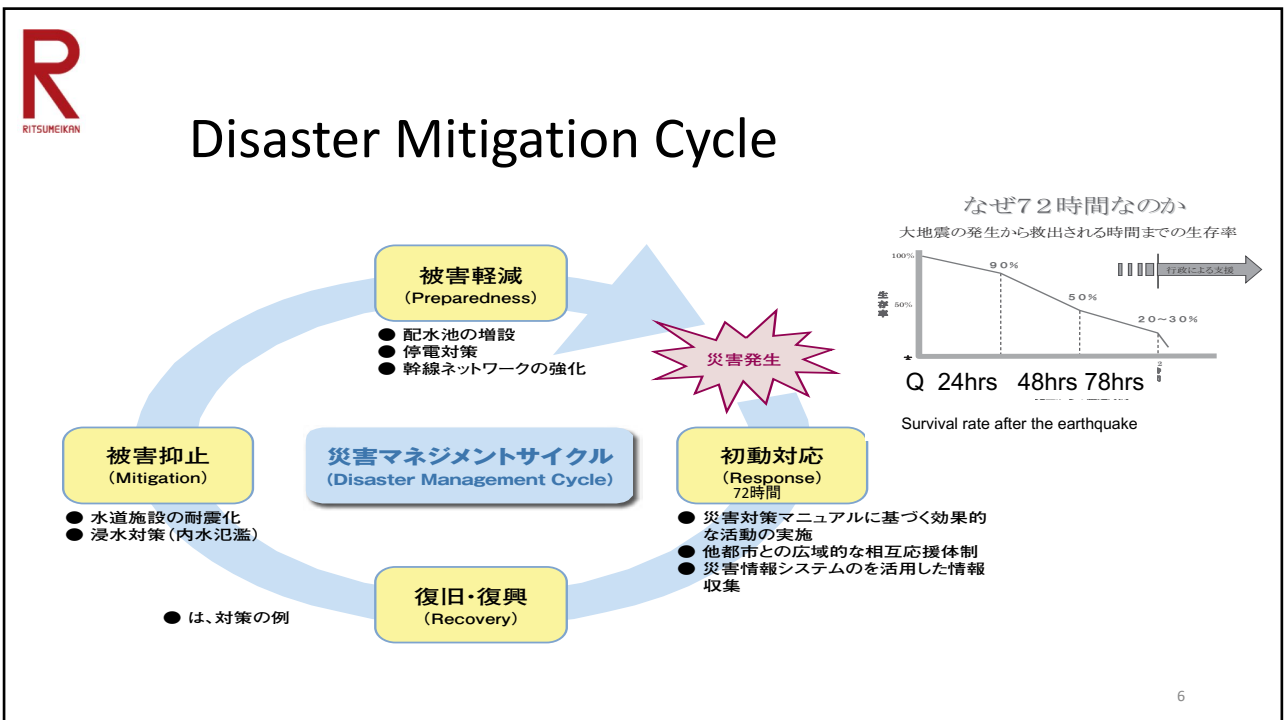 R
RITSUMEIKAN
Disaster Mitigation Cycle
なぜ72時間なのか
大地震の発生から救出される時間までの生存率
100%
90%
行政による支援
生存率
50%
50%
20~30%
Q 24hrs 48hrs 78hrs
Survival rate after the earthquake
被害軽減
(Preparedness)
● 配水池の増設
● 停電対策
● 幹線ネットワークの強化
災害発生
被害抑止
(Mitigation)
● 水道施設の耐震化
● 浸水対策(内水氾濫)
災害マネジメントサイクル
(Disaster Management Cycle)
初動対応
(Response)
72時間
● 災害対策マニュアルに基づく効果的
な活動の実施
● 他都市との広域的な相互応援体制
● 災害情報システムのを活用した情報
収集
復旧・復興
(Recovery)
● は、対策の例
6